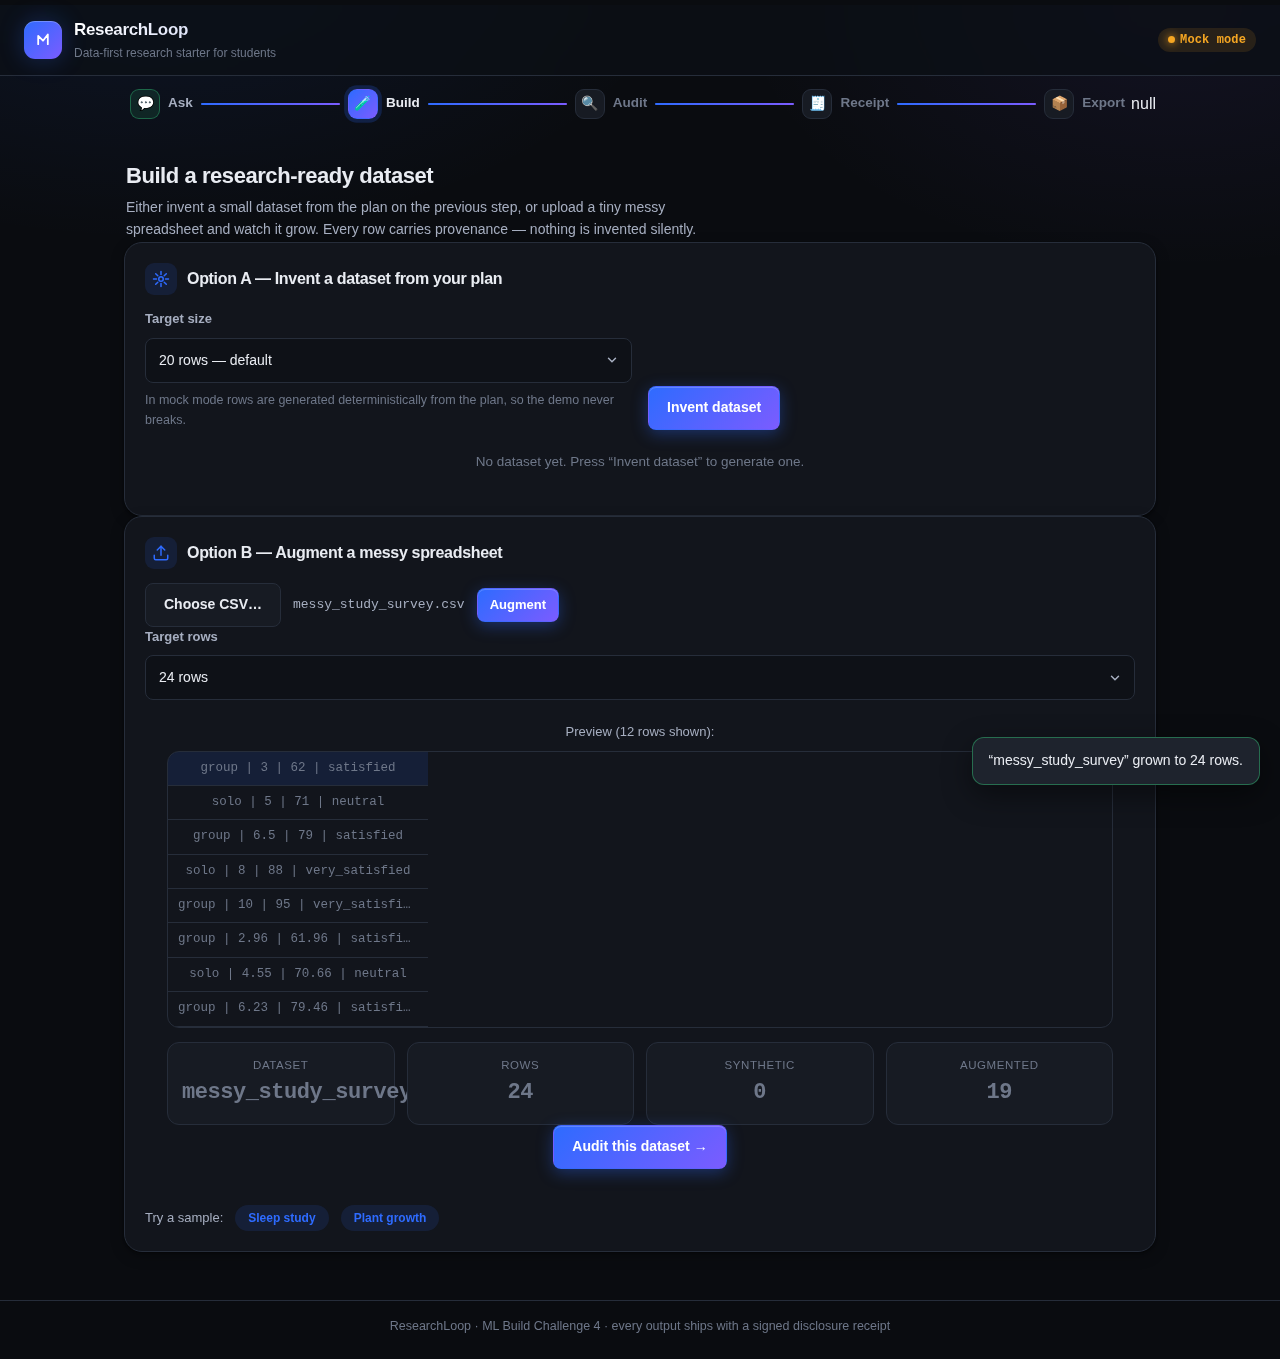 ResearchLoop
Data-first research starter for students
Mock mode
Ask
Build
Audit
Receipt
Export
null
Build a research-ready dataset
Either invent a small dataset from the plan on the previous step, or upload a tiny messy
spreadsheet and watch it grow. Every row carries provenance — nothing is invented silently.
Option A — Invent a dataset from your plan
Target size
20 rows — default
In mock mode rows are generated deterministically from the plan, so the demo never
breaks.
Invent dataset
No dataset yet. Press “Invent dataset” to generate one.
Option B — Augment a messy spreadsheet
Choose CSV…
messy_study_survey.csv
Augment
Target rows
24 rows
Preview (12 rows shown):
“messy_study_survey” grown to 24 rows.
group | 3 | 62 | satisfied
solo | 5 | 71 | neutral
group | 6.5 | 79 | satisfied
solo | 8 | 88 | very_satisfied
group | 10 | 95 | very_satisfi…
group | 2.96 | 61.96 | satisfi…
solo | 4.55 | 70.66 | neutral
group | 6.23 | 79.46 | satisfi…
DATASET
messy_study_survey
ROWS
24
SYNTHETIC
0
AUGMENTED
19
Audit this dataset →
Try a sample:
Sleep study
Plant growth
ResearchLoop · ML Build Challenge 4 · every output ships with a signed disclosure receipt